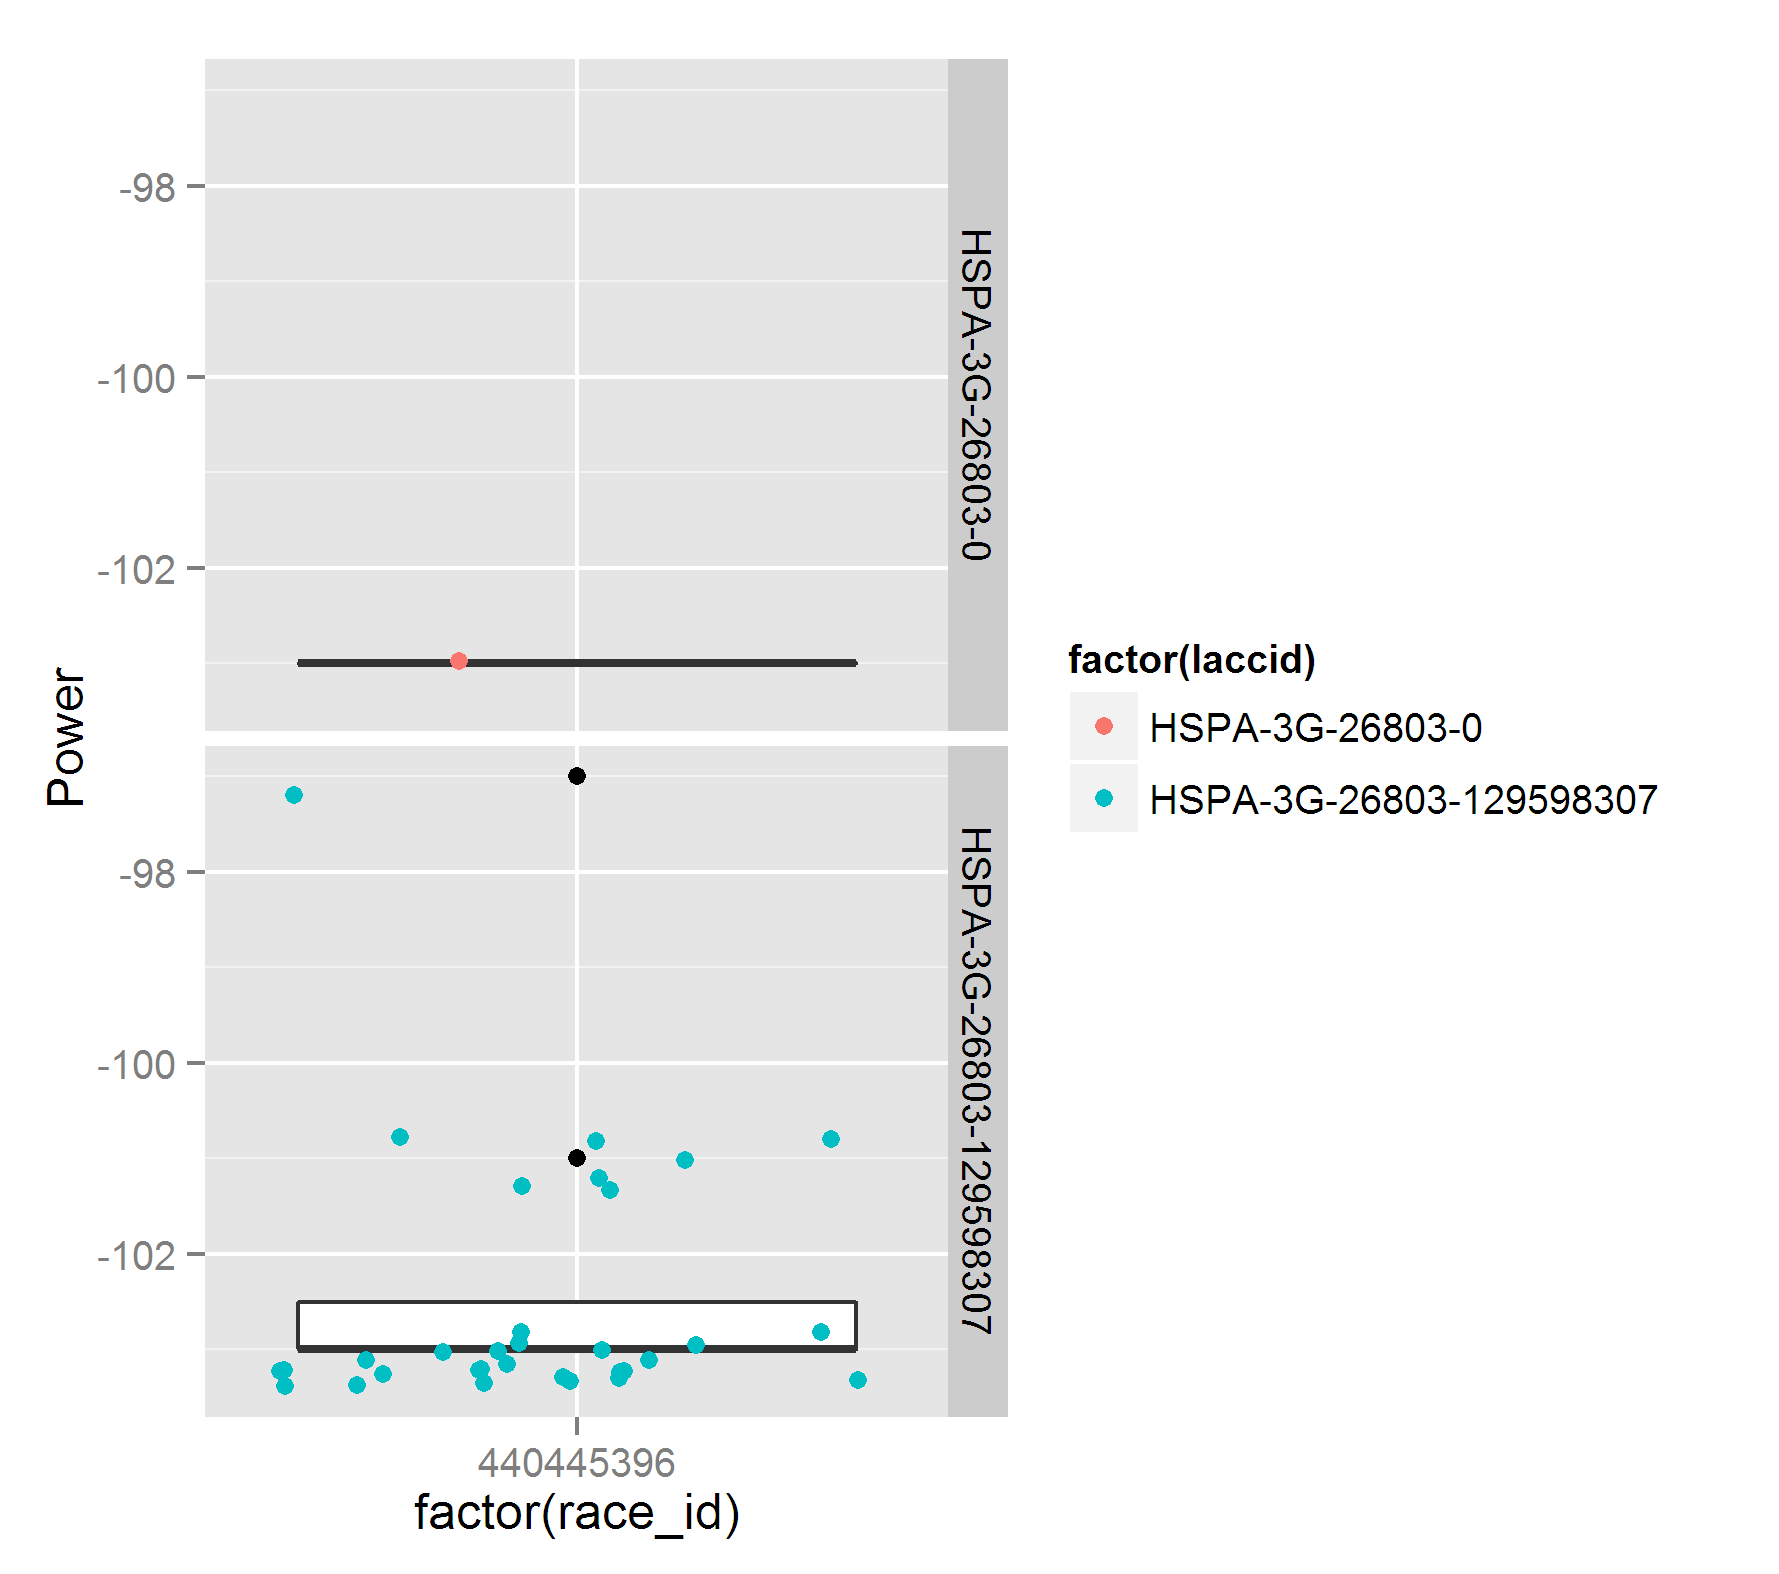 Power
-98
-100
-102
HSPA-3G-26803-0
-98
-100
-102
HSPA-3G-26803-129598307
440445396
factor(race_id)
factor(laccid)
HSPA-3G-26803-0
HSPA-3G-26803-129598307